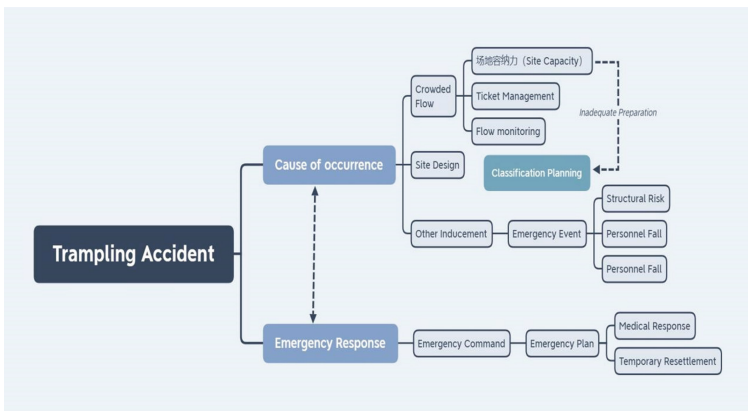 Trampling Accident
Cause of occurrence
Crowded
Flow
场地容纳力（Site Capacity）
Ticket Management
Flow monitoring
Inadequate Preparation
Site Design
Classification Planning
Other Inducement
Emergency Event
Structural Risk
Personnel Fall
Personnel Fall
Emergency Response
Emergency Command
Emergency Plan
Medical Response
Temporary Resettlement